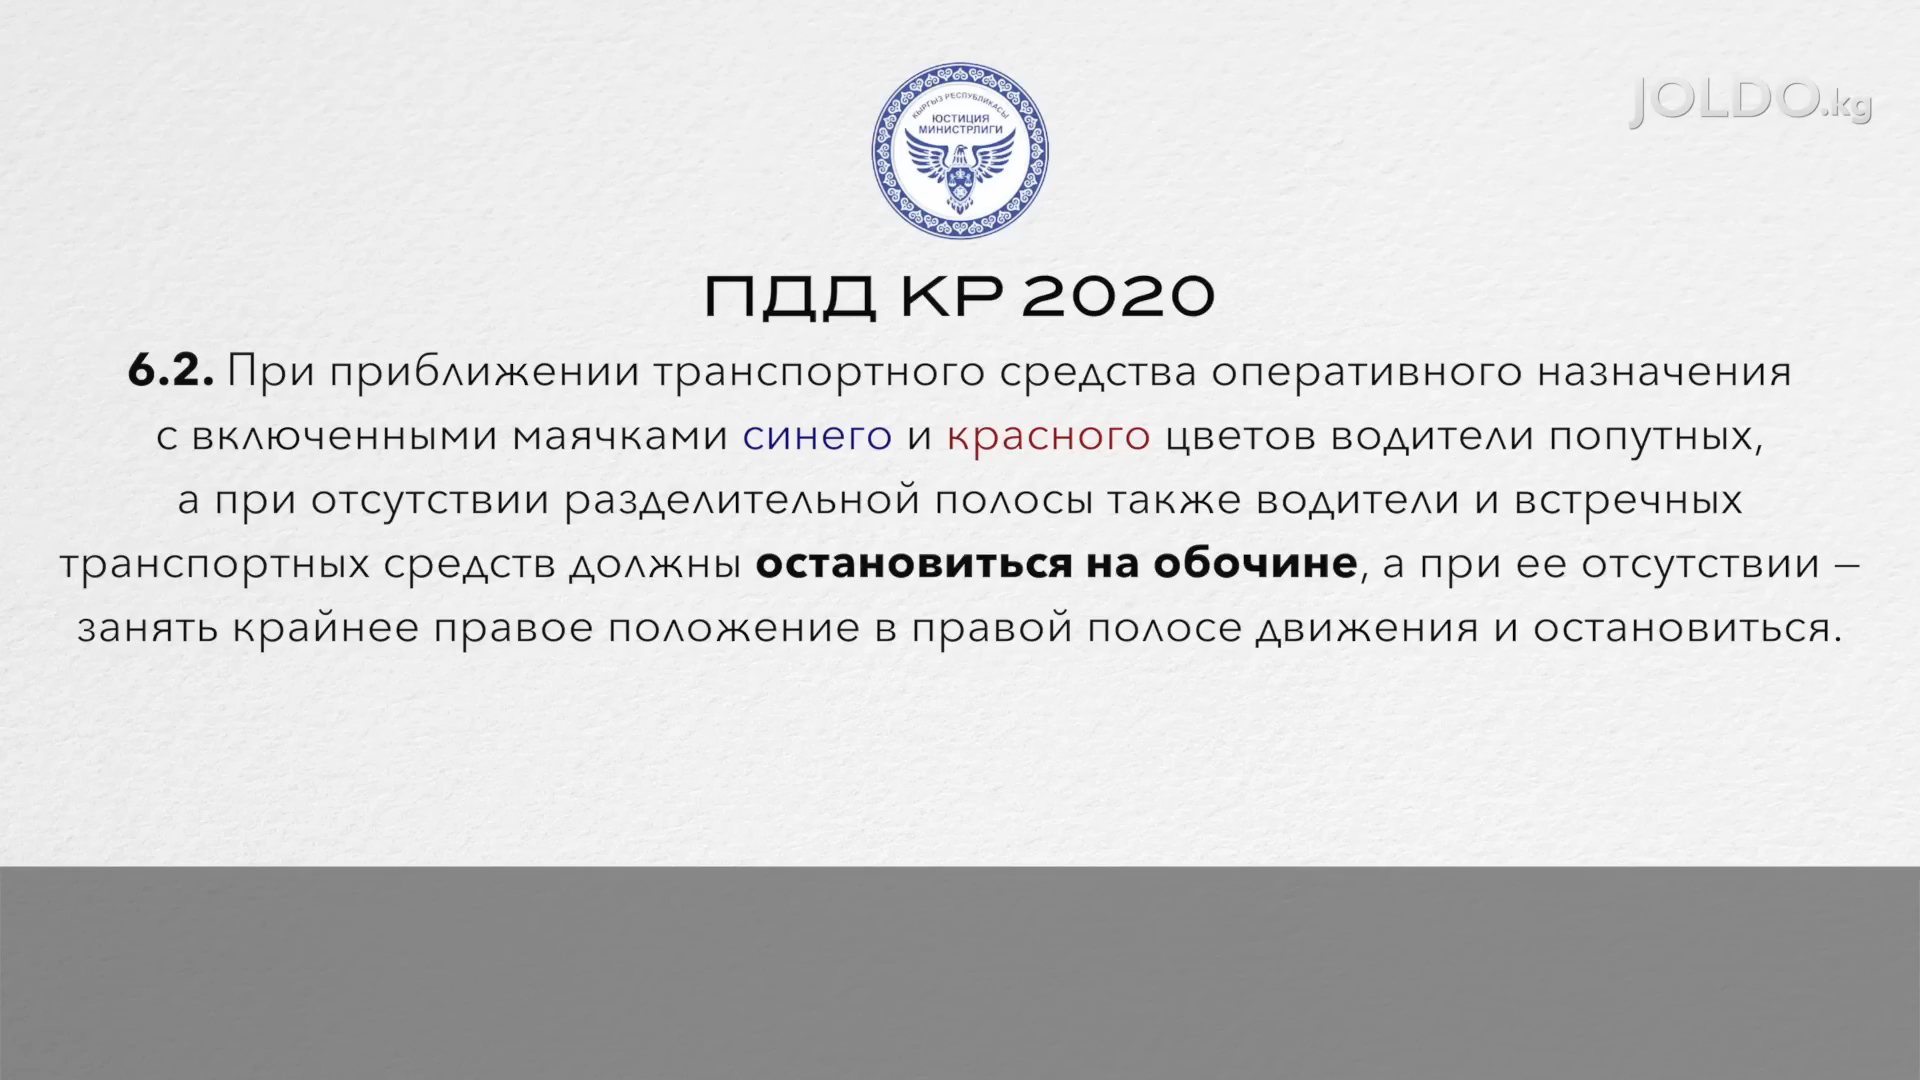 JOLDO.kg
КЫРГЫЗ РЕСПУБЛИКАСЫ
ЮСТИЦИЯ
МИНИСТРЛИГИ
ПДД КР 2020
6.2. При приближении транспортного средства оперативного назначения
с включенными маячками синего и красного цветов водители попутных,
а при отсутствии разделительной полосы также водители и встречных
транспортных средств должны остановиться на обочине, а при ее отсутствии —
занять крайнее правое положение в правой полосе движения и остановиться.